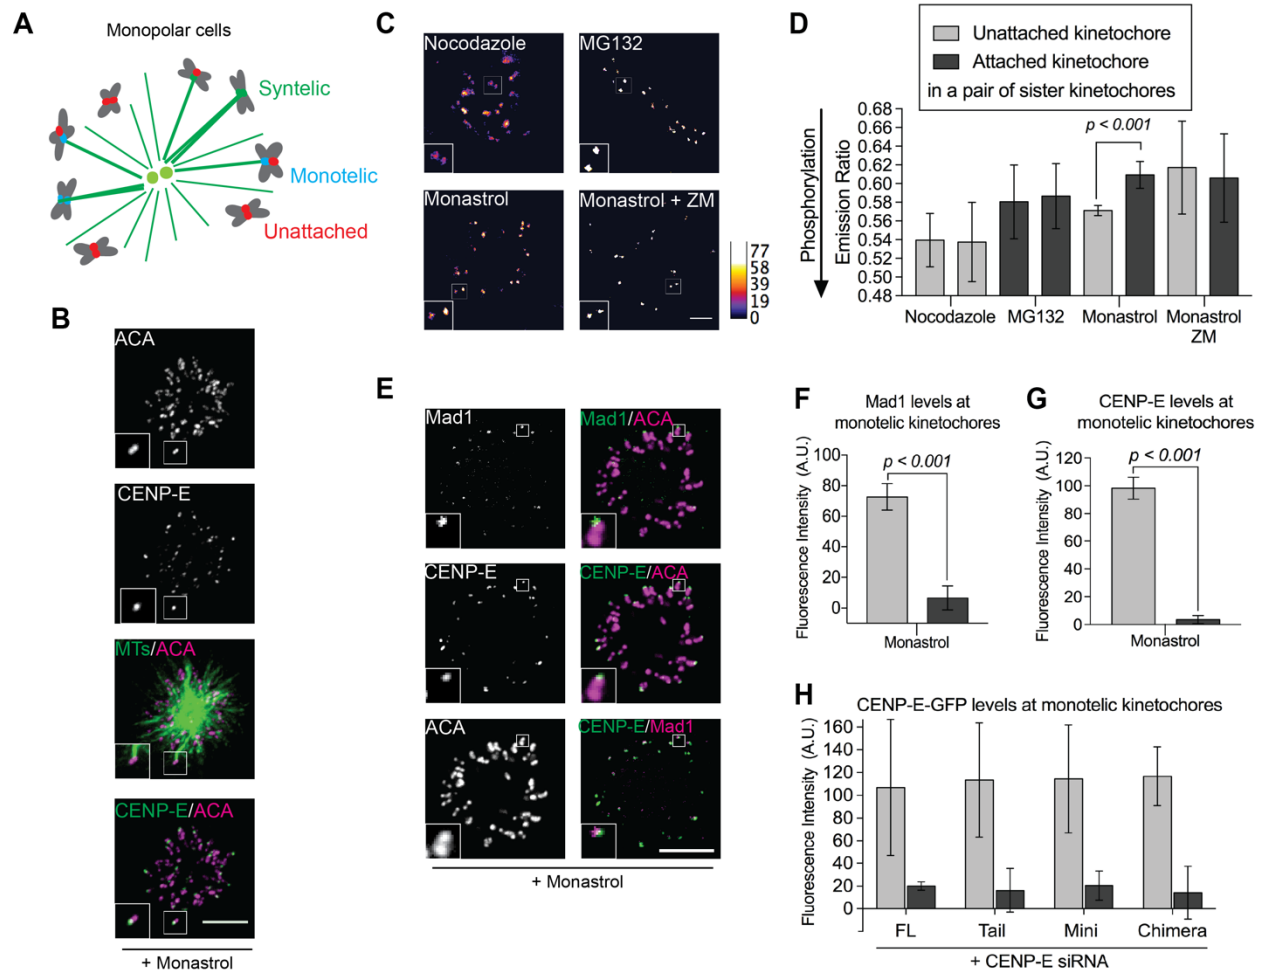 A
Monopolar cells
Syntelic
Monotelic
Unattached
B
ACA
CENP-E
MTs/ACA
CENP-E/ACA
+ Monastrol
C
Nocodazole
MG132
Monastrol
Monastrol + ZM
77
58
39
19
0
D
Unattached kinetochore
Attached kinetochore
in a pair of sister kinetochores
Phosphorylation
Emission Ratio
0.68
0.66
0.64
0.62
0.60
0.58
0.56
0.54
0.52
0.50
0.48
p < 0.001
Nocodazole
MG132
Monastrol
Monastrol
ZM
E
Mad1
Mad1/ACA
CENP-E
CENP-E/ACA
ACA
CENP-E/Mad1
+ Monastrol
F
Mad1 levels at
monotelic kinetochores
Fluorescence Intensity (A.U.)
100
80
60
40
20
0
p < 0.001
Monastrol
G
CENP-E levels at
monotelic kinetochores
Fluorescence Intensity (A.U.)
120
100
80
60
40
20
0
p < 0.001
Monastrol
H
CENP-E-GFP levels at monotelic kinetochores
Fluorescence Intensity (A.U.)
160
140
120
100
80
60
40
20
0
FL
Tail
Mini
Chimera
+ CENP-E siRNA